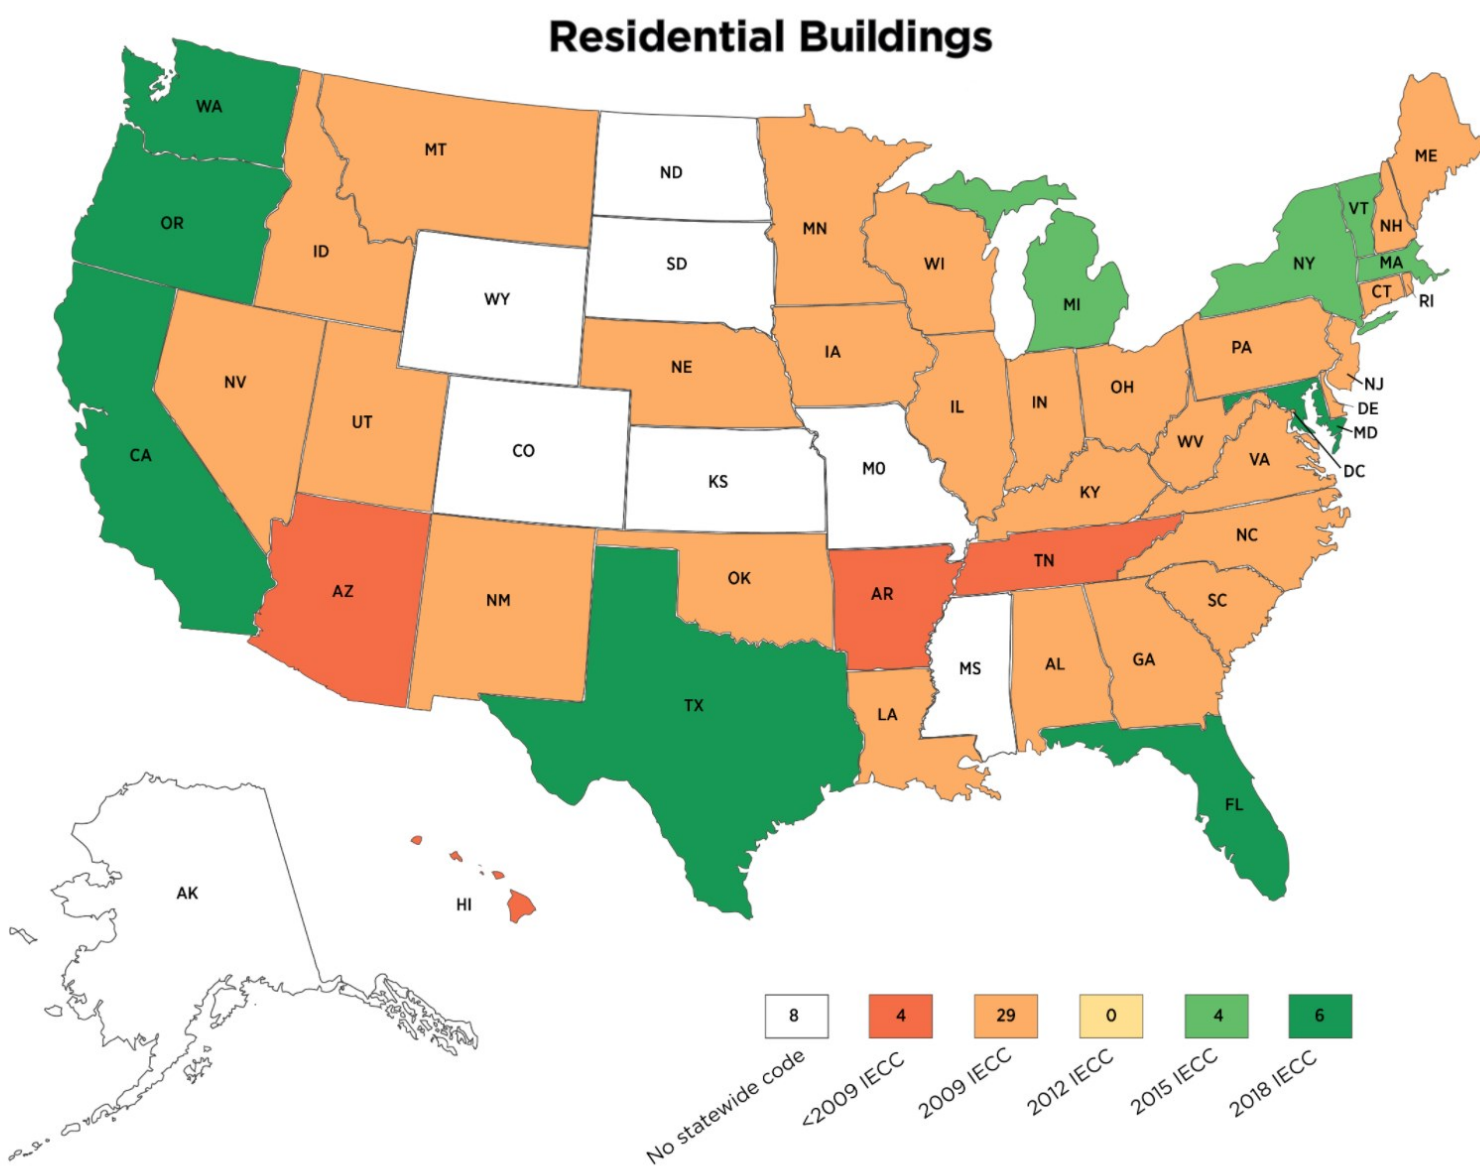 Residential Buildings
WA
MT
ND
ME
OR
MN
VT
NH
ID
SD
WI
NY
MA
WY
MI
CT
RI
IA
PA
NE
NV
OH
NJ
UT
IL
IN
DE
CO
MD
CA
KS
MO
WV
VA
DC
KY
NC
TN
AZ
NM
OK
AR
SC
MS
AL
GA
TX
LA
FL
AK
HI
8
4
29
0
4
6
No statewide code
<2009 IECC
2009 IECC
2012 IECC
2015 IECC
2018 IECC